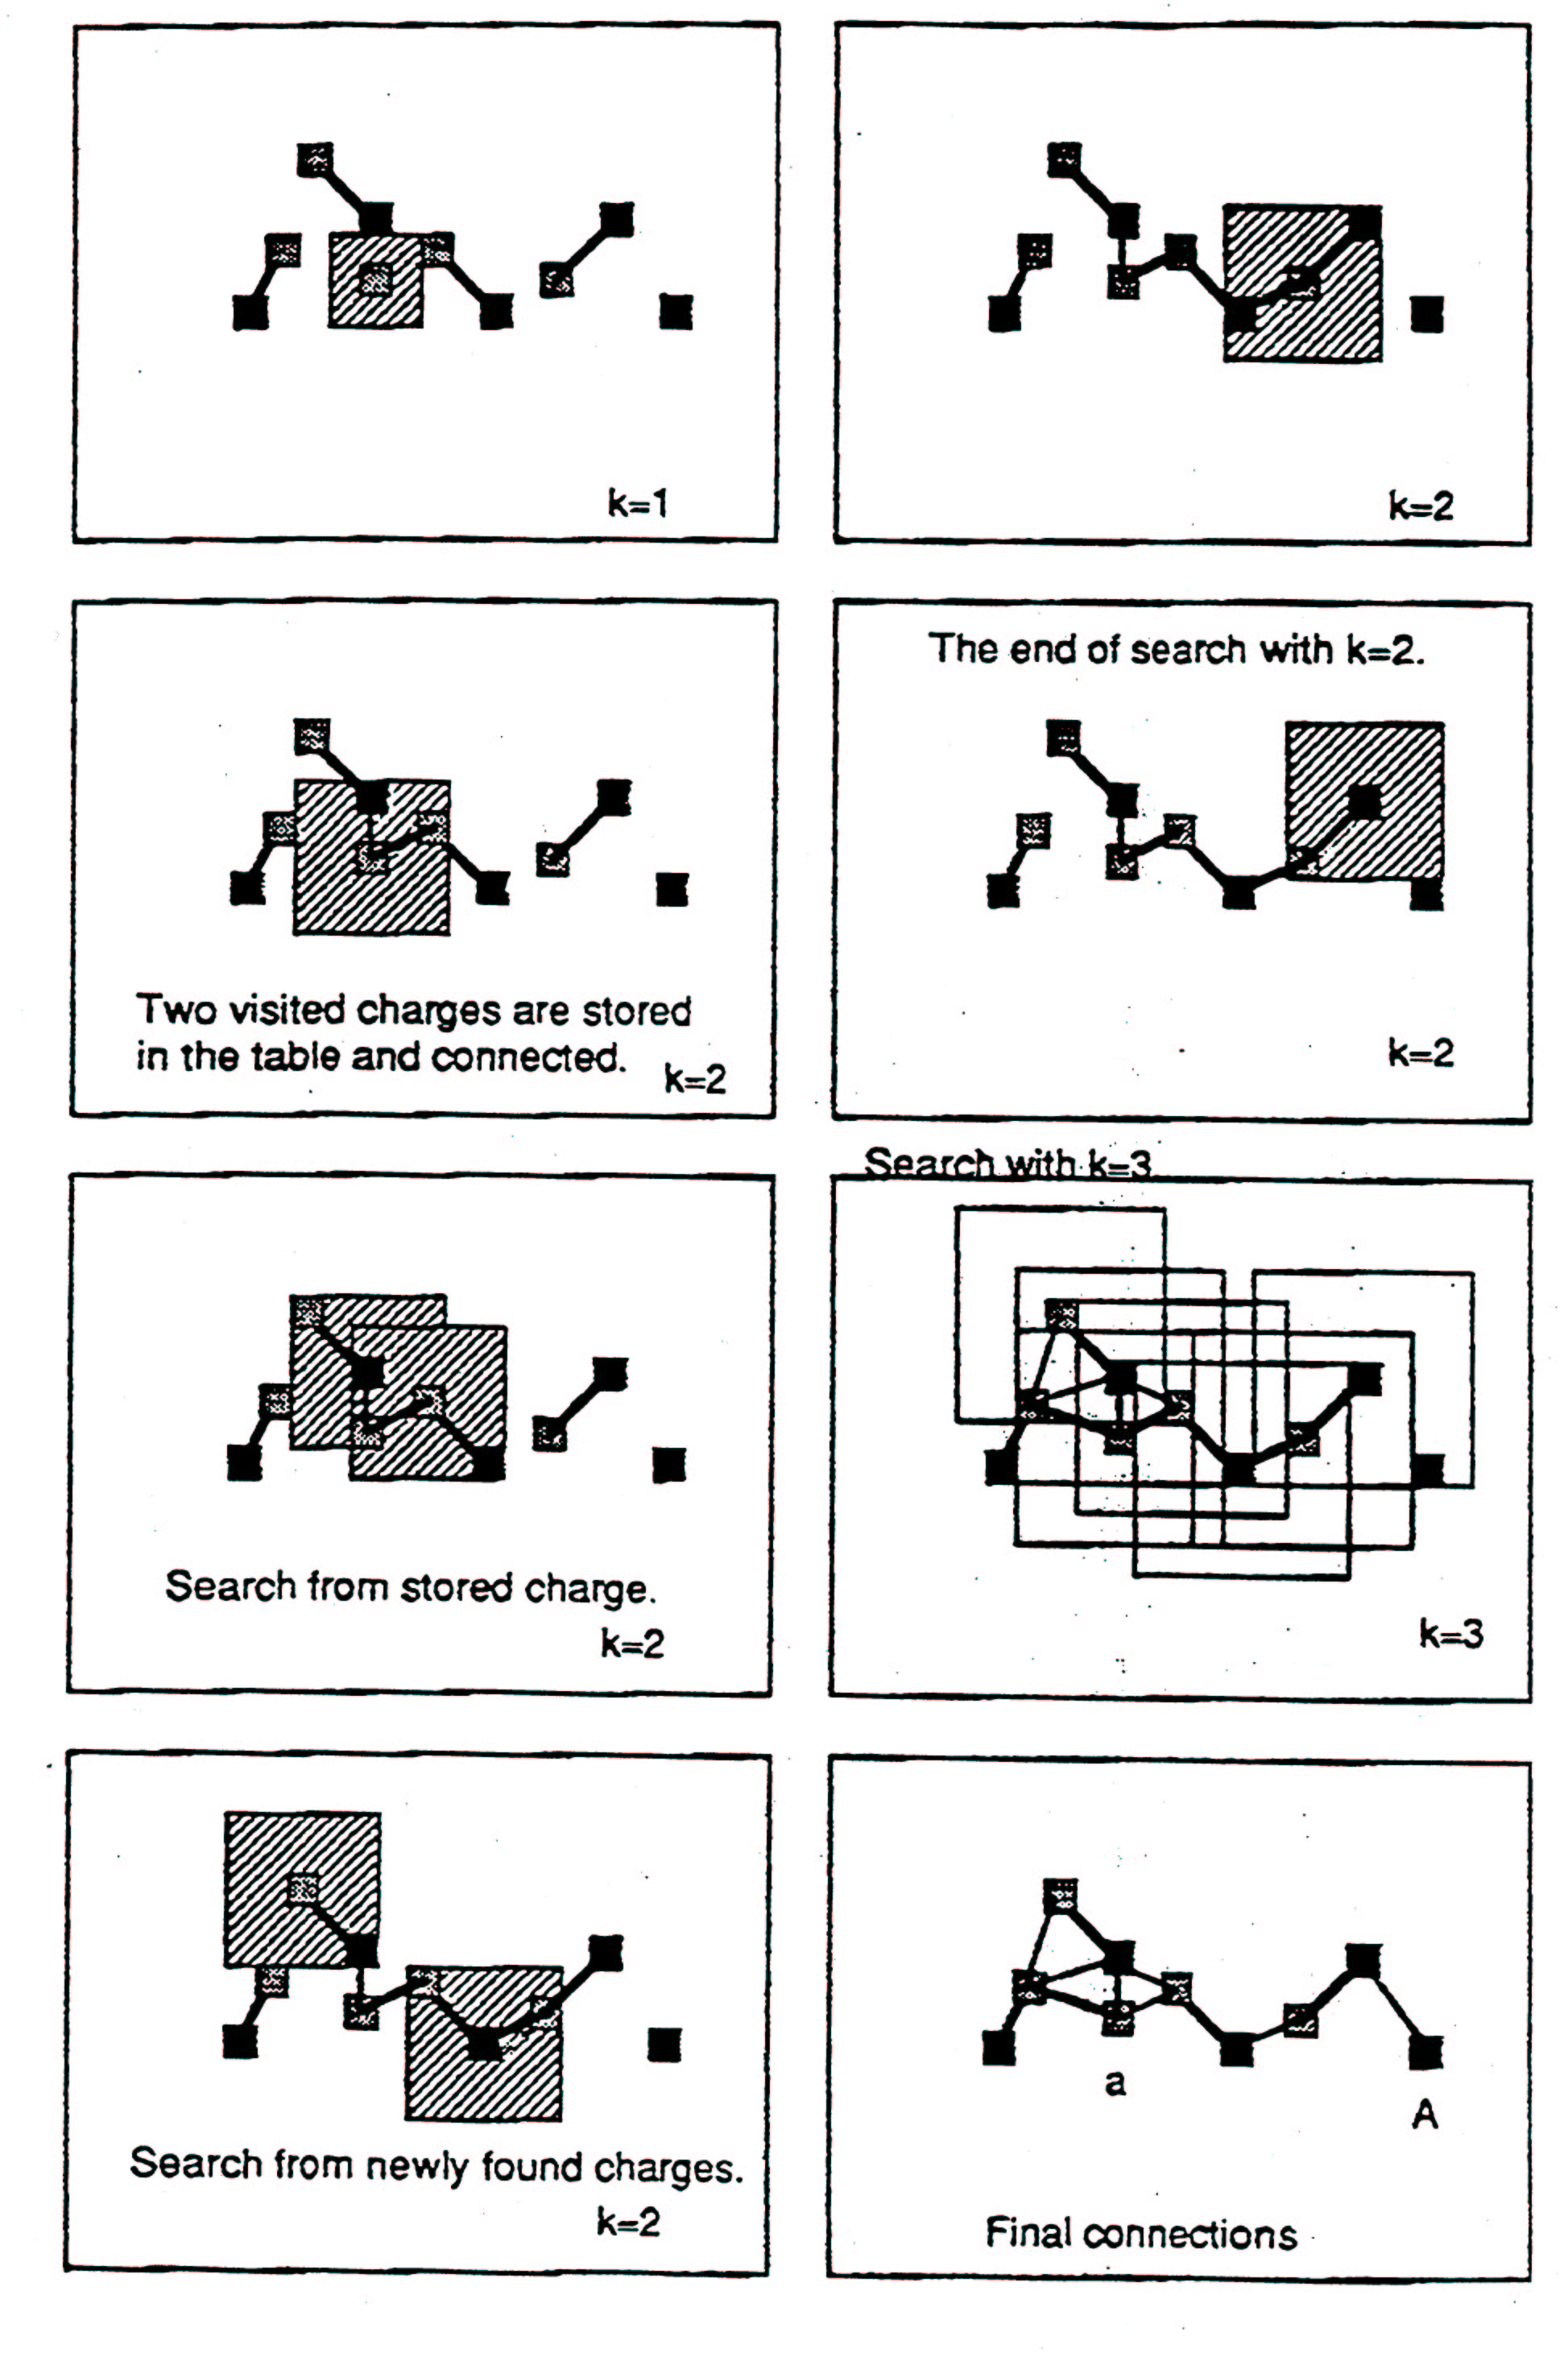 k=1
Two visited charges are stored
in the table and connected.
k=2
Search from stored charge.
k=2
Search from newly found charges.
k=2
k=2
The end of search with k=2.
k=2
Search with k=3
k=3
a
A
Final connections